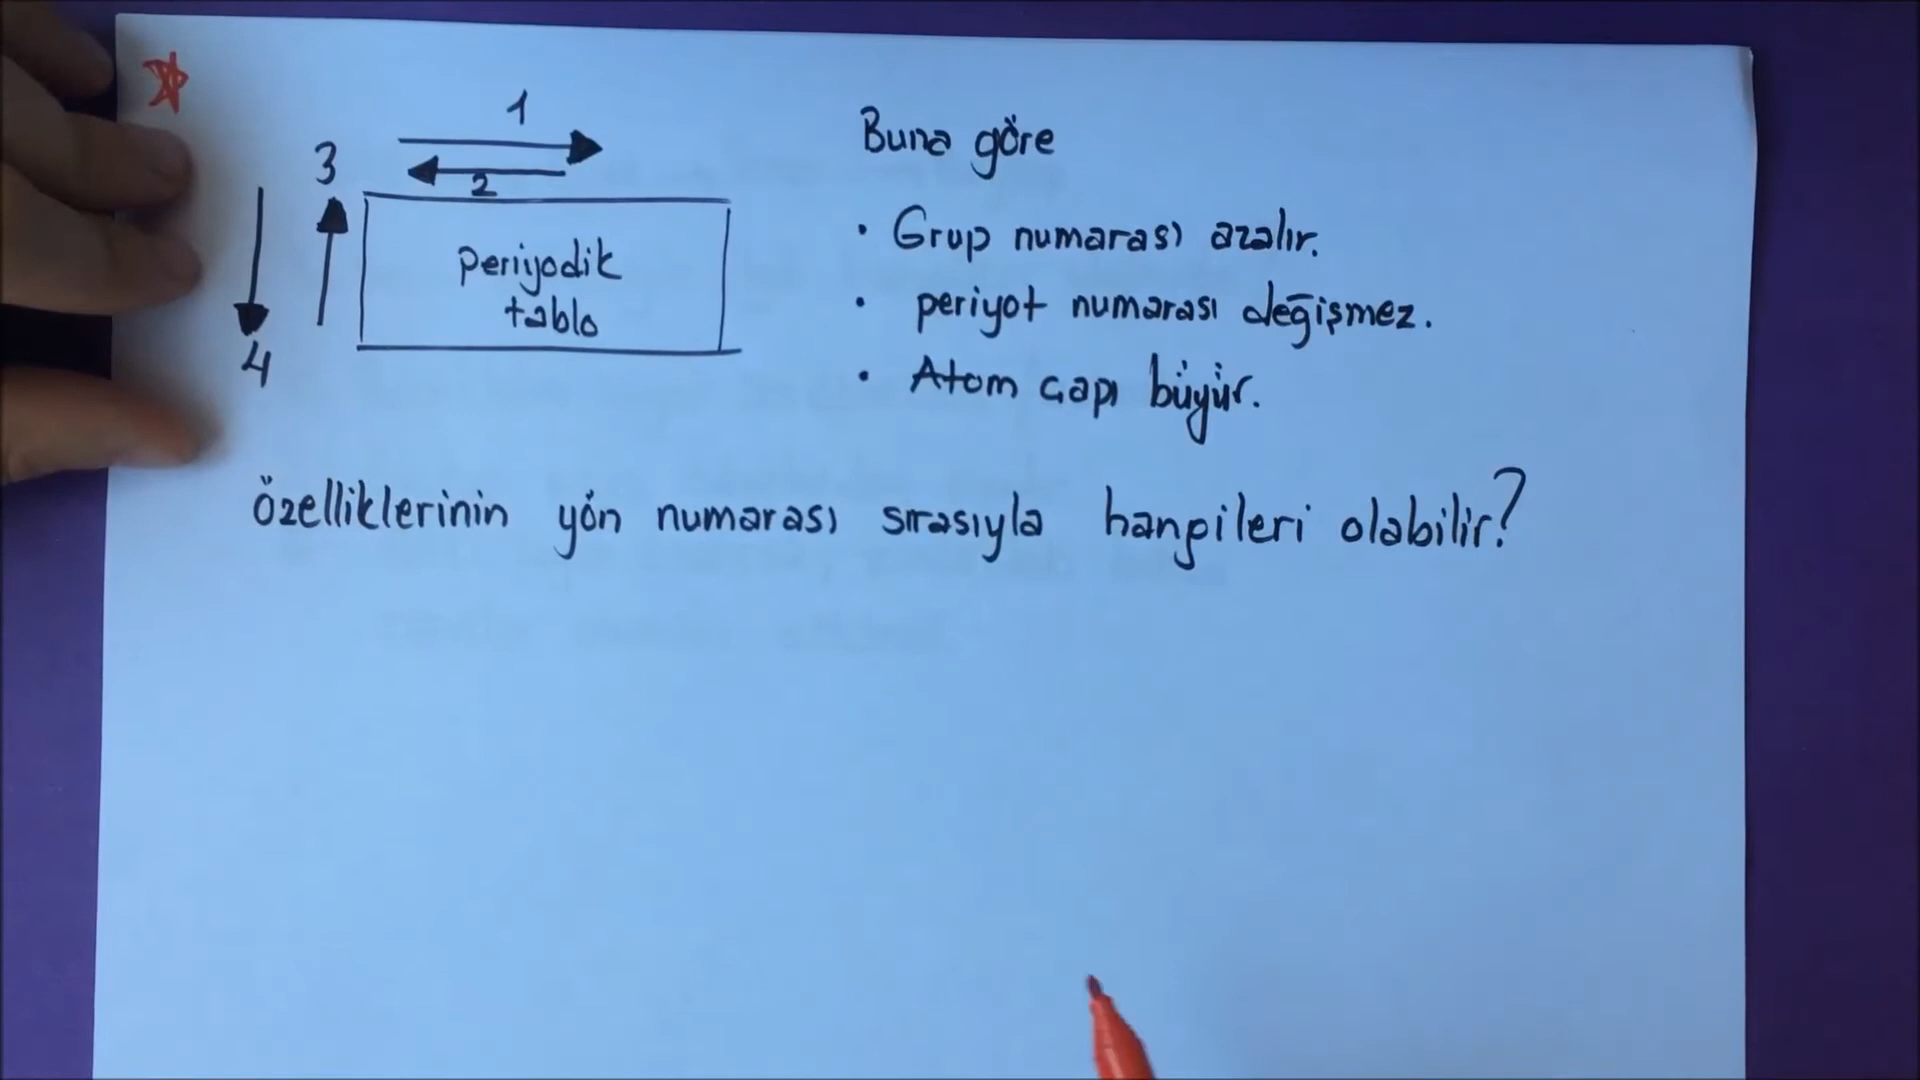 1
3
2
4
periyodik
tablo
Buna göre
• Grup numarası azalır.
• periyot numarası değişmez.
• Atom çapı büyür.
özelliklerinin yön numarası sırasıyla hangileri olabilir?